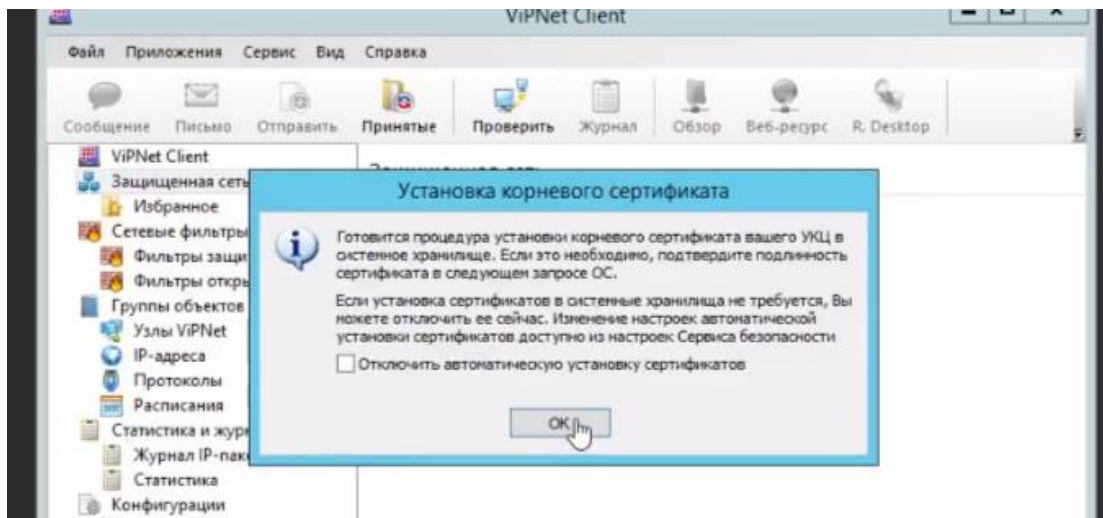 ViPNet Client
Файл Приложения Сервис Вид Справка
Сообщение Письмо Отправить Принятые Проверить Журнал Обзор Веб-ресурс R. Desktop
ViPNet Client
Защищенная сеть
Избранное
Сетевые фильтры
Фильтры защи
Фильтры откры
Группы объектов
Узлы ViPNet
IP-адреса
Протоколы
Расписания
Статистика и журн
Журнал IP-пак
Статистика
Конфигурации
Установка корневого сертификата
Готовится процедура установки корневого сертификата вашего УКЦ в
системное хранилище. Если это необходимо, подтвердите подлинность
сертификата в следующем запросе ОС.
Если установка сертификатов в системные хранилища не требуется, Вы
можете отключить ее сейчас. Изменение настроек автоматической
установки сертификатов доступно из настроек Сервиса безопасности
Отключить автоматическую установку сертификатов
OK